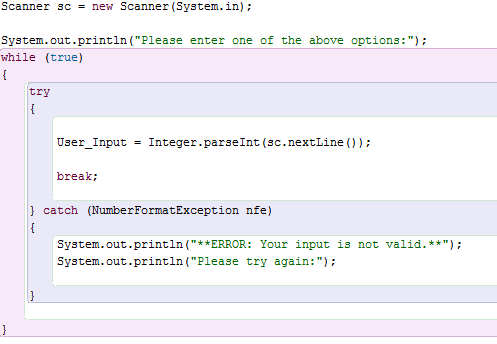 Scanner sc = new Scanner(System.in);
System.out.println("Please enter one of the above options:");
while (true)
{
try
{
User_Input = Integer.parseInt(sc.nextLine());
break;
} catch (NumberFormatException nfe)
{
System.out.println("**ERROR: Your input is not valid.**");
System.out.println("Please try again:");
}
}